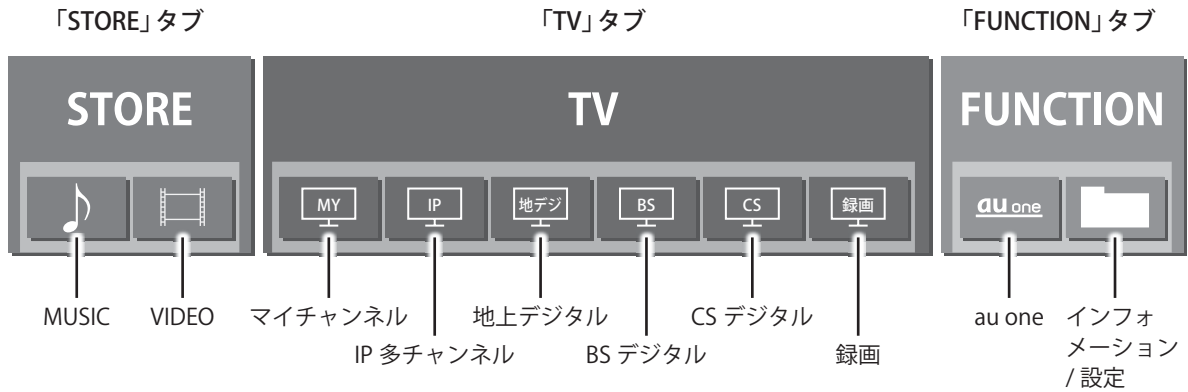 「STORE」タブ
「TV」タブ
「FUNCTION」タブ
STORE
TV
FUNCTION
MY
IP
地デジ
BS
CS
録画
au one
MUSIC
VIDEO
マイチャンネル
IP 多チャンネル
地上デジタル
BS デジタル
CS デジタル
録画
au one
インフォ
メーション
/ 設定